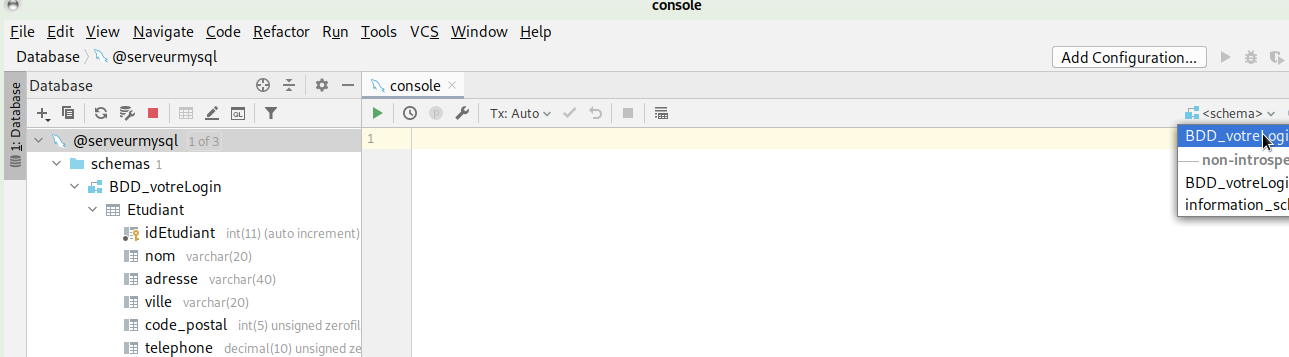 console
File Edit View Navigate Code Refactor Run Tools VCS Window Help
Database @serveurmysql Add Configuration...
1: Database
Database
console
Tx: Auto
<schema>
@serveurmysql 1 of 3
schemas 1
BDD_votreLogin
Etudiant
idEtudiant int(11) (auto increment)
nom varchar(20)
adresse varchar(40)
ville varchar(20)
code_postal int(5) unsigned zerofil
telephone decimal(10) unsigned ze
1
BDD_votreLogi
non-introspe
BDD_votreLogi
information_scl